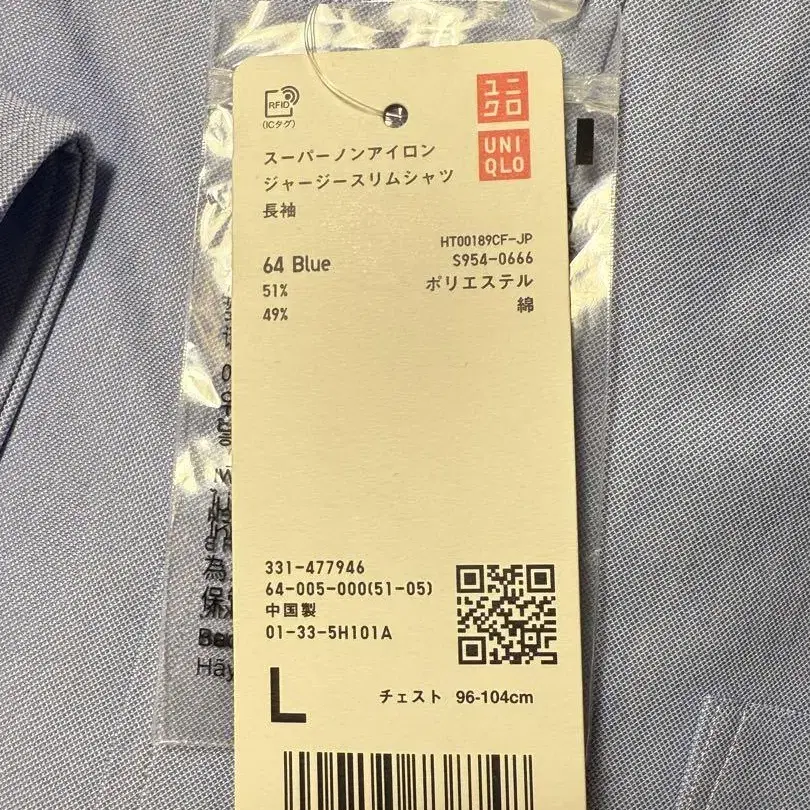 RFID
(ICタグ)
ユニ
クロ
UNI
QLO
スーパーノンアイロン
ジャージースリムシャツ
長袖
HT00189CF-JP
64 Blue
S954-0666
51%
ポリエステル
49%
綿
331-477946
64-005-000(51-05)
中国製
01-33-5H101A
L
チェスト 96-104cm
為
保
Hãy